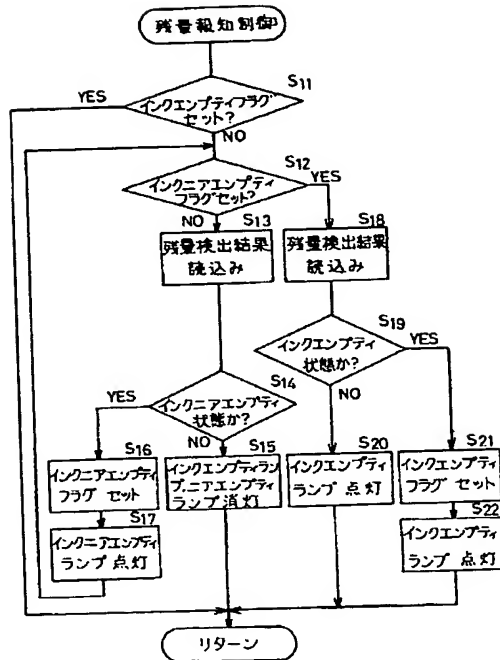 残量報知制御
S11
YES
インクエンプティフラグ
セット?
NO
S12
インクニアエンプティ
フラグセット?
YES
NO
S13
残量検出結果
読込み
S18
残量検出結果
読込み
S19
インクエンプティ
状態か?
YES
NO
S14
インクニアエンプティ
状態か?
YES
NO
S16
インクニアエンプティ
フラグ セット
S17
インクニアエンプティ
ランプ 点灯
S15
インクエンプティラン
プ,ニアエンプティ
ランプ消灯
S20
インクエンプティ
ランプ 点灯
S21
インクエンプティ
フラグ セット
S22
インクエンプティ
ランプ 点灯
リターン